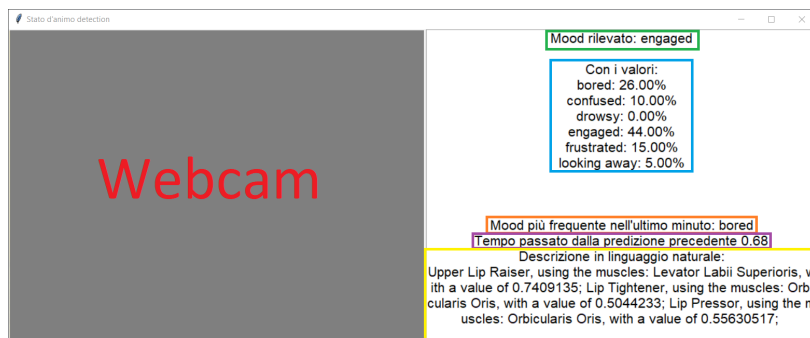 Stato d'animo detection
Webcam
Mood rilevato: engaged
Con i valori:
bored: 26.00%
confused: 10.00%
drowsy: 0.00%
engaged: 44.00%
frustrated: 15.00%
looking away: 5.00%
Mood più frequente nell'ultimo minuto: bored
Tempo passato dalla predizione precedente 0.68
Descrizione in linguaggio naturale:
Upper Lip Raiser, using the muscles: Levator Labii Superioris, w
ith a value of 0.7409135; Lip Tightener, using the muscles: Orb
cularis Oris, with a value of 0.5044233; Lip Pressor, using the m
uscles: Orbicularis Oris, with a value of 0.55630517;